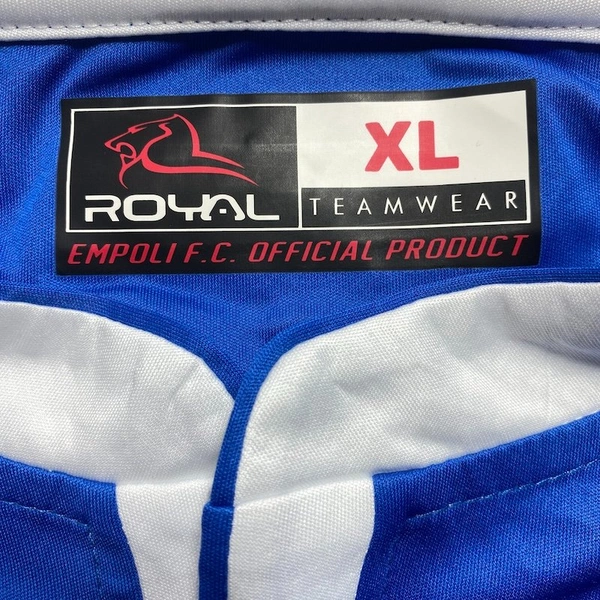 XL
ROYAL TEAMWEAR
EMPOLI F.C. OFFICIAL PRODUCT